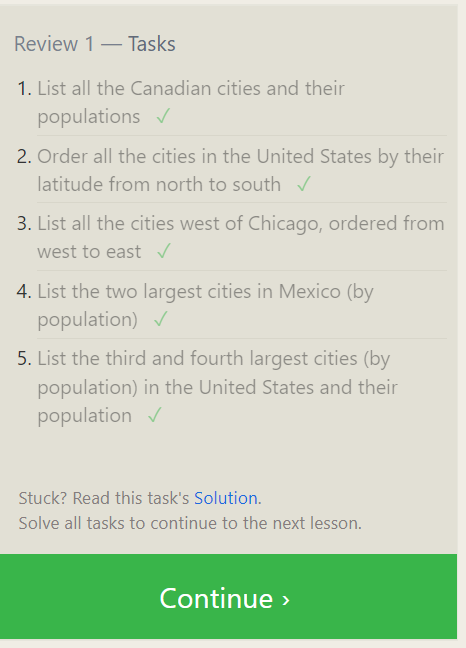 Review 1 — Tasks
1. List all the Canadian cities and their
populations ✓
2. Order all the cities in the United States by their
latitude from north to south ✓
3. List all the cities west of Chicago, ordered from
west to east ✓
4. List the two largest cities in Mexico (by
population) ✓
5. List the third and fourth largest cities (by
population) in the United States and their
population ✓
Stuck? Read this task's Solution.
Solve all tasks to continue to the next lesson.
Continue ›